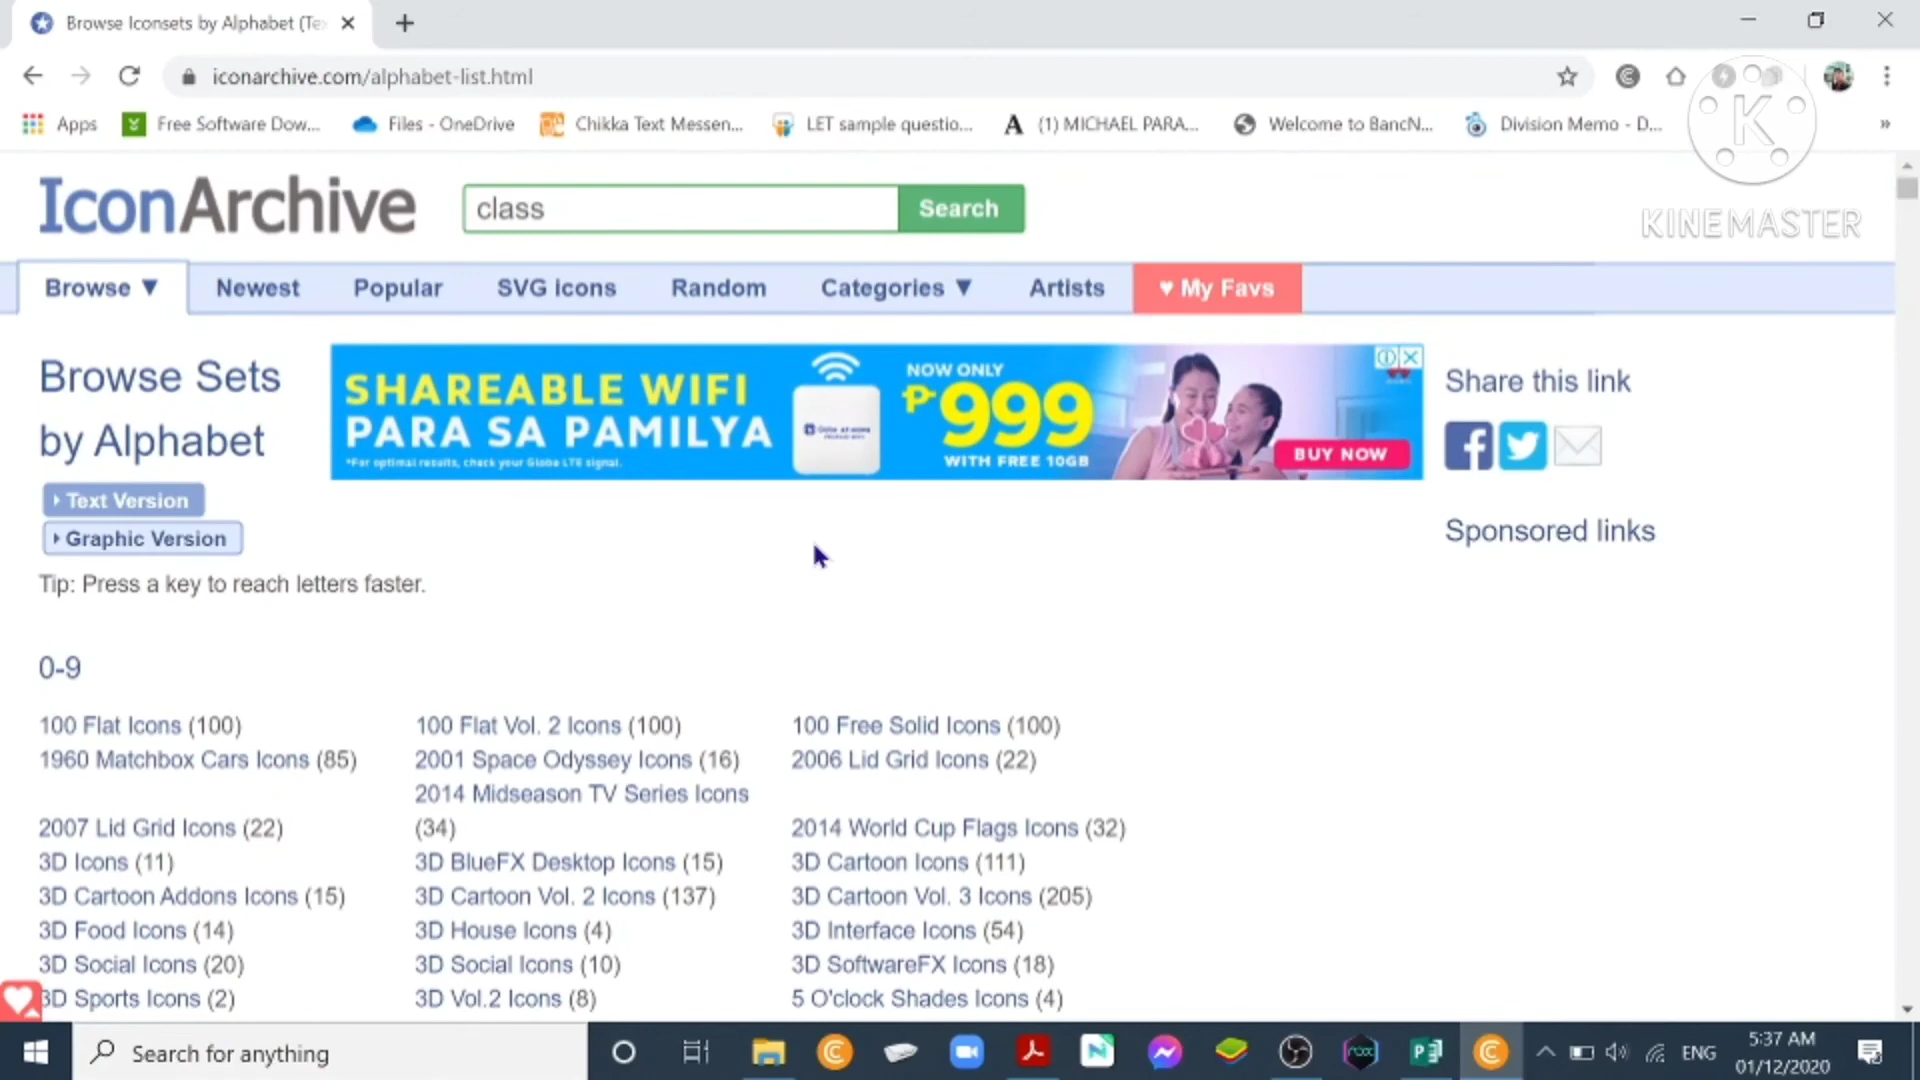 Browse Iconsets by Alphabet (Te
iconarchive.com/alphabet-list.html
Apps
Free Software Dow...
Files - OneDrive
Chikka Text Messen...
LET sample questio...
(1) MICHAEL PARA...
Welcome to BancN...
Division Memo - D...
»
K
KINEMASTER
IconArchive
class
Search
Browse ▼
Newest
Popular
SVG Icons
Random
Categories ▼
Artists
♥ My Favs
Browse Sets
by Alphabet
SHAREABLE WIFI
PARA SA PAMILYA
*For optimal results, check your Globe LTE signal.
NOW ONLY
₱999
WITH FREE 10GB
BUY NOW
Share this link
Text Version
Graphic Version
Sponsored links
Tip: Press a key to reach letters faster.
0-9
100 Flat Icons (100)
100 Flat Vol. 2 Icons (100)
100 Free Solid Icons (100)
1960 Matchbox Cars Icons (85)
2001 Space Odyssey Icons (16)
2006 Lid Grid Icons (22)
2014 Midseason TV Series Icons
2007 Lid Grid Icons (22)
(34)
2014 World Cup Flags Icons (32)
3D Icons (11)
3D BlueFX Desktop Icons (15)
3D Cartoon Icons (111)
3D Cartoon Addons Icons (15)
3D Cartoon Vol. 2 Icons (137)
3D Cartoon Vol. 3 Icons (205)
3D Food Icons (14)
3D House Icons (4)
3D Interface Icons (54)
3D Social Icons (20)
3D Social Icons (10)
3D SoftwareFX Icons (18)
3D Sports Icons (2)
3D Vol.2 Icons (8)
5 O'clock Shades Icons (4)
Search for anything
ENG
5:37 AM
01/12/2020